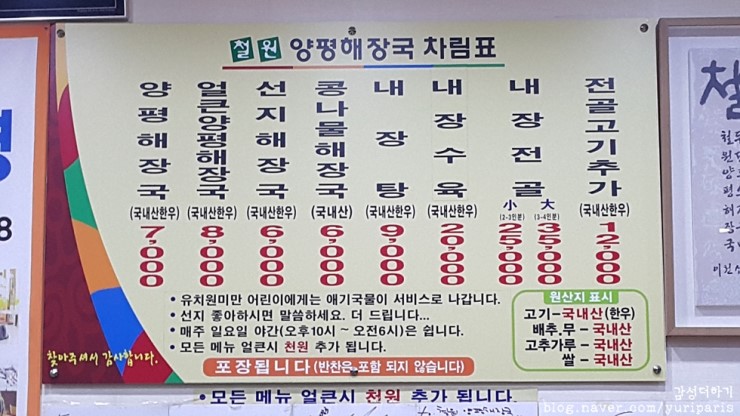 철원 양평해장국 차림표
양평해장국
(국내산한우)
7,000
얼큰양평해장국
(국내산한우)
8,000
선지해장국
(국내산한우)
6,000
콩나물해장국
(국내산)
6,000
내장탕
(국내산한우)
9,000
내장수육
(국내산한우)
20,000
내장전골
小
(2-3인분)
25,000
大
(3-4인분)
35,000
전골고기추가
(국내산한우)
12,000
• 유치원미만 어린이에게는 애기국물이 서비스로 나갑니다.
• 선지 좋아하시면 말씀하세요. 더 드립니다...
• 매주 일요일 야간(오후10시 ~ 오전6시)은 쉽니다.
• 모든 메뉴 얼큰시 천원 추가 됩니다.
포장됩니다 (반찬은 포함 되지 않습니다)
원산지 표시
고기-국내산(한우)
배추,무 - 국내산
고추가루 - 국내산
쌀 - 국내산
찾아주셔서 감사합니다.
• 모든메뉴 얼큰시 천원 추가 됩니다.
평
8
철
감성더하기
blog.naver.com/yuriparis